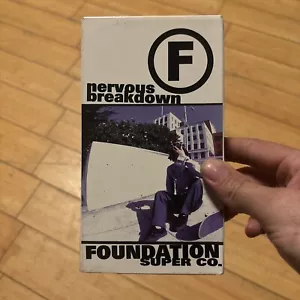 F
nervous
breakdown
FOUNDATION
SUPER CO.